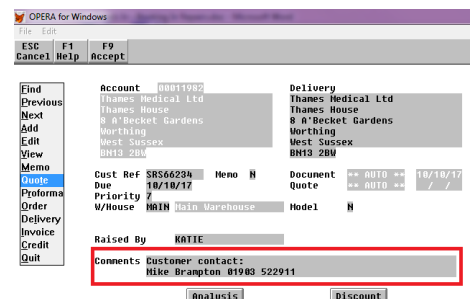 OPERA for Windows
File Edit
ESC F1 F9
Cancel Help Accept
Find
Previous
Next
Add
Edit
View
Memo
Quote
Proforma
Order
Delivery
Invoice
Credit
Quit
Account 00011982 Delivery
Thames Medical Ltd Thames Medical Ltd
Thames House Thames House
8 A'Becket Gardens 8 A'Becket Gardens
Worthing Worthing
West Sussex West Sussex
BN13 2BW BN13 2BW
Cust Ref SRS66234 Memo N Document ** AUTO ** 10/10/17
Due 10/10/17 Quote ** AUTO ** / /
Priority 7
W/House MAIN Main Warehouse Model N
Raised By KATIE
Comments Customer contact:
Mike Brampton 01903 522911
Analysis Discount